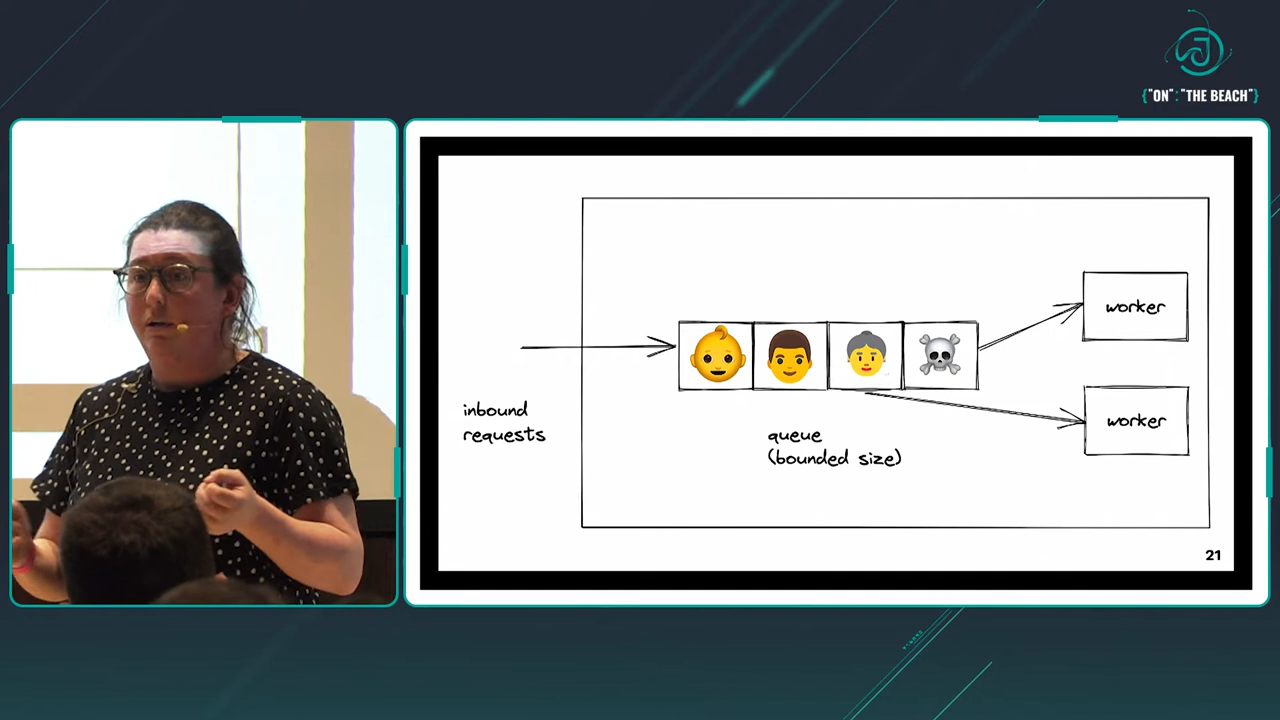 {"ON":"THE BEACH"}
worker
inbound
requests
worker
queue
(bounded size)
21